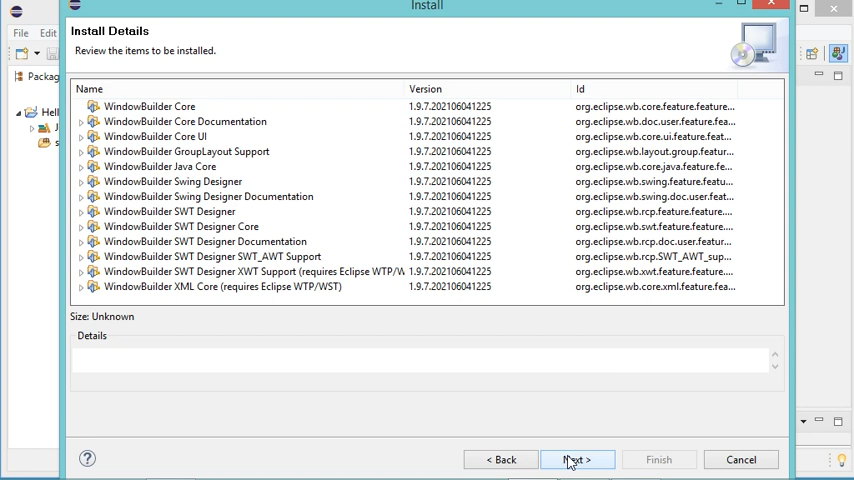 Install
File Edit
Install Details
Review the items to be installed.
Packag
Hell
Name Version Id
WindowBuilder Core 1.9.7.202106041225 org.eclipse.wb.core.feature.feature...
WindowBuilder Core Documentation 1.9.7.202106041225 org.eclipse.wb.doc.user.feature.fea...
WindowBuilder Core UI 1.9.7.202106041225 org.eclipse.wb.core.ui.feature.feat...
WindowBuilder GroupLayout Support 1.9.7.202106041225 org.eclipse.wb.layout.group.featur...
WindowBuilder Java Core 1.9.7.202106041225 org.eclipse.wb.core.java.feature.fe...
WindowBuilder Swing Designer 1.9.7.202106041225 org.eclipse.wb.swing.feature.featu...
WindowBuilder Swing Designer Documentation 1.9.7.202106041225 org.eclipse.wb.swing.doc.user.feat...
WindowBuilder SWT Designer 1.9.7.202106041225 org.eclipse.wb.rcp.feature.feature....
WindowBuilder SWT Designer Core 1.9.7.202106041225 org.eclipse.wb.swt.feature.feature....
WindowBuilder SWT Designer Documentation 1.9.7.202106041225 org.eclipse.wb.rcp.doc.user.featur...
WindowBuilder SWT Designer SWT_AWT Support 1.9.7.202106041225 org.eclipse.wb.rcp.SWT_AWT_sup...
WindowBuilder SWT Designer XWT Support (requires Eclipse WTP/W 1.9.7.202106041225 org.eclipse.wb.xwt.feature.feature....
WindowBuilder XML Core (requires Eclipse WTP/WST) 1.9.7.202106041225 org.eclipse.wb.core.xml.feature.fea...
Size: Unknown
Details
< Back Next > Finish Cancel